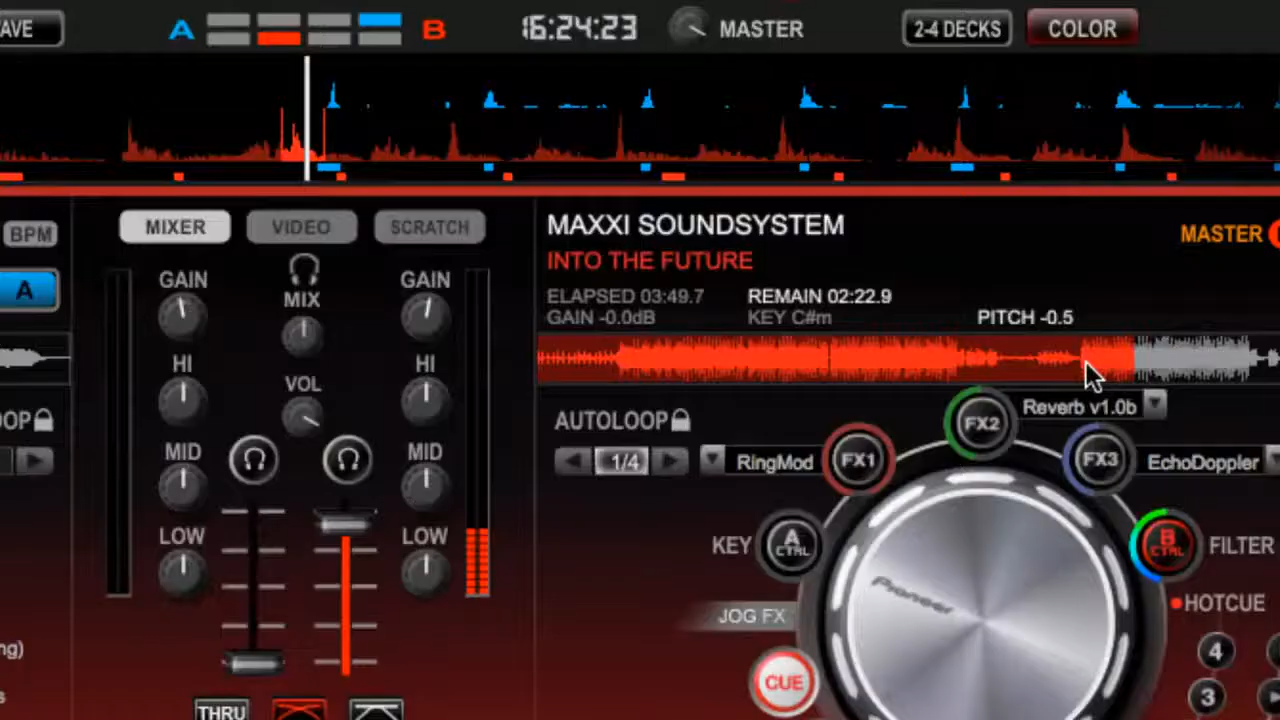 AVE
A
B
16:24:23
MASTER
2-4 DECKS
COLOR
BPM
A
MIXER
VIDEO
SCRATCH
GAIN
MIX
GAIN
HI
HI
VOL
MID
MID
LOW
LOW
THRU
MAXXI SOUNDSYSTEM
MASTER
INTO THE FUTURE
ELAPSED 03:49.7
REMAIN 02:22.9
GAIN -0.0dB
KEY C#m
PITCH -0.5
OOP
AUTOLOOP
1/4
RingMod
FX1
FX2
Reverb v1.0b
FX3
EchoDoppler
KEY
A
CTRL
B
CTRL
FILTER
Pioneer
JOG FX
HOTCUE
CUE
4
3
ng)
s